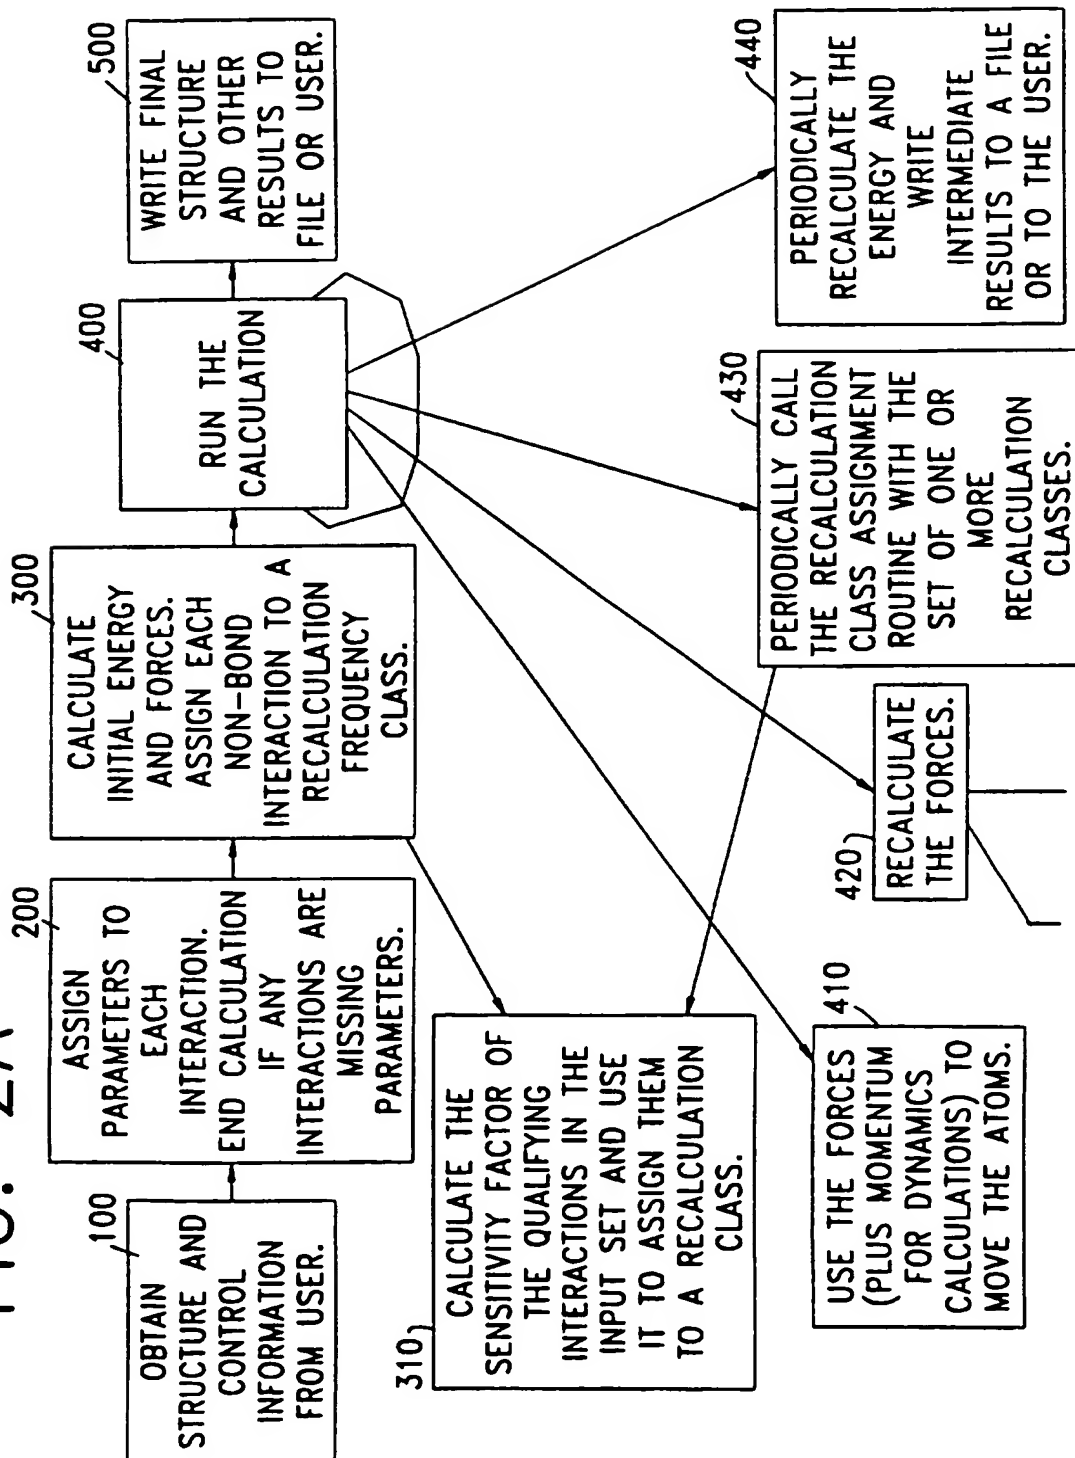 FIG. 2A
100
OBTAIN
STRUCTURE AND
CONTROL
INFORMATION
FROM USER.
200
ASSIGN
PARAMETERS TO
EACH
INTERACTION.
END CALCULATION
IF ANY
INTERACTIONS ARE
MISSING
PARAMETERS.
300
CALCULATE
INITIAL ENERGY
AND FORCES.
ASSIGN EACH
NON-BOND
INTERACTION TO A
RECALCULATION
FREQUENCY
CLASS.
400
RUN THE
CALCULATION
500
WRITE FINAL
STRUCTURE
AND OTHER
RESULTS TO
FILE OR USER.
310
CALCULATE THE
SENSITIVITY FACTOR OF
THE QUALIFYING
INTERACTIONS IN THE
INPUT SET AND USE
IT TO ASSIGN THEM
TO A RECALCULATION
CLASS.
410
USE THE FORCES
(PLUS MOMENTUM
FOR DYNAMICS
CALCULATIONS) TO
MOVE THE ATOMS.
420
RECALCULATE
THE FORCES.
430
PERIODICALLY CALL
THE RECALCULATION
CLASS ASSIGNMENT
ROUTINE WITH THE
SET OF ONE OR
MORE
RECALCULATION
CLASSES.
440
PERIODICALLY
RECALCULATE THE
ENERGY AND
WRITE
INTERMEDIATE
RESULTS TO A FILE
OR TO THE USER.